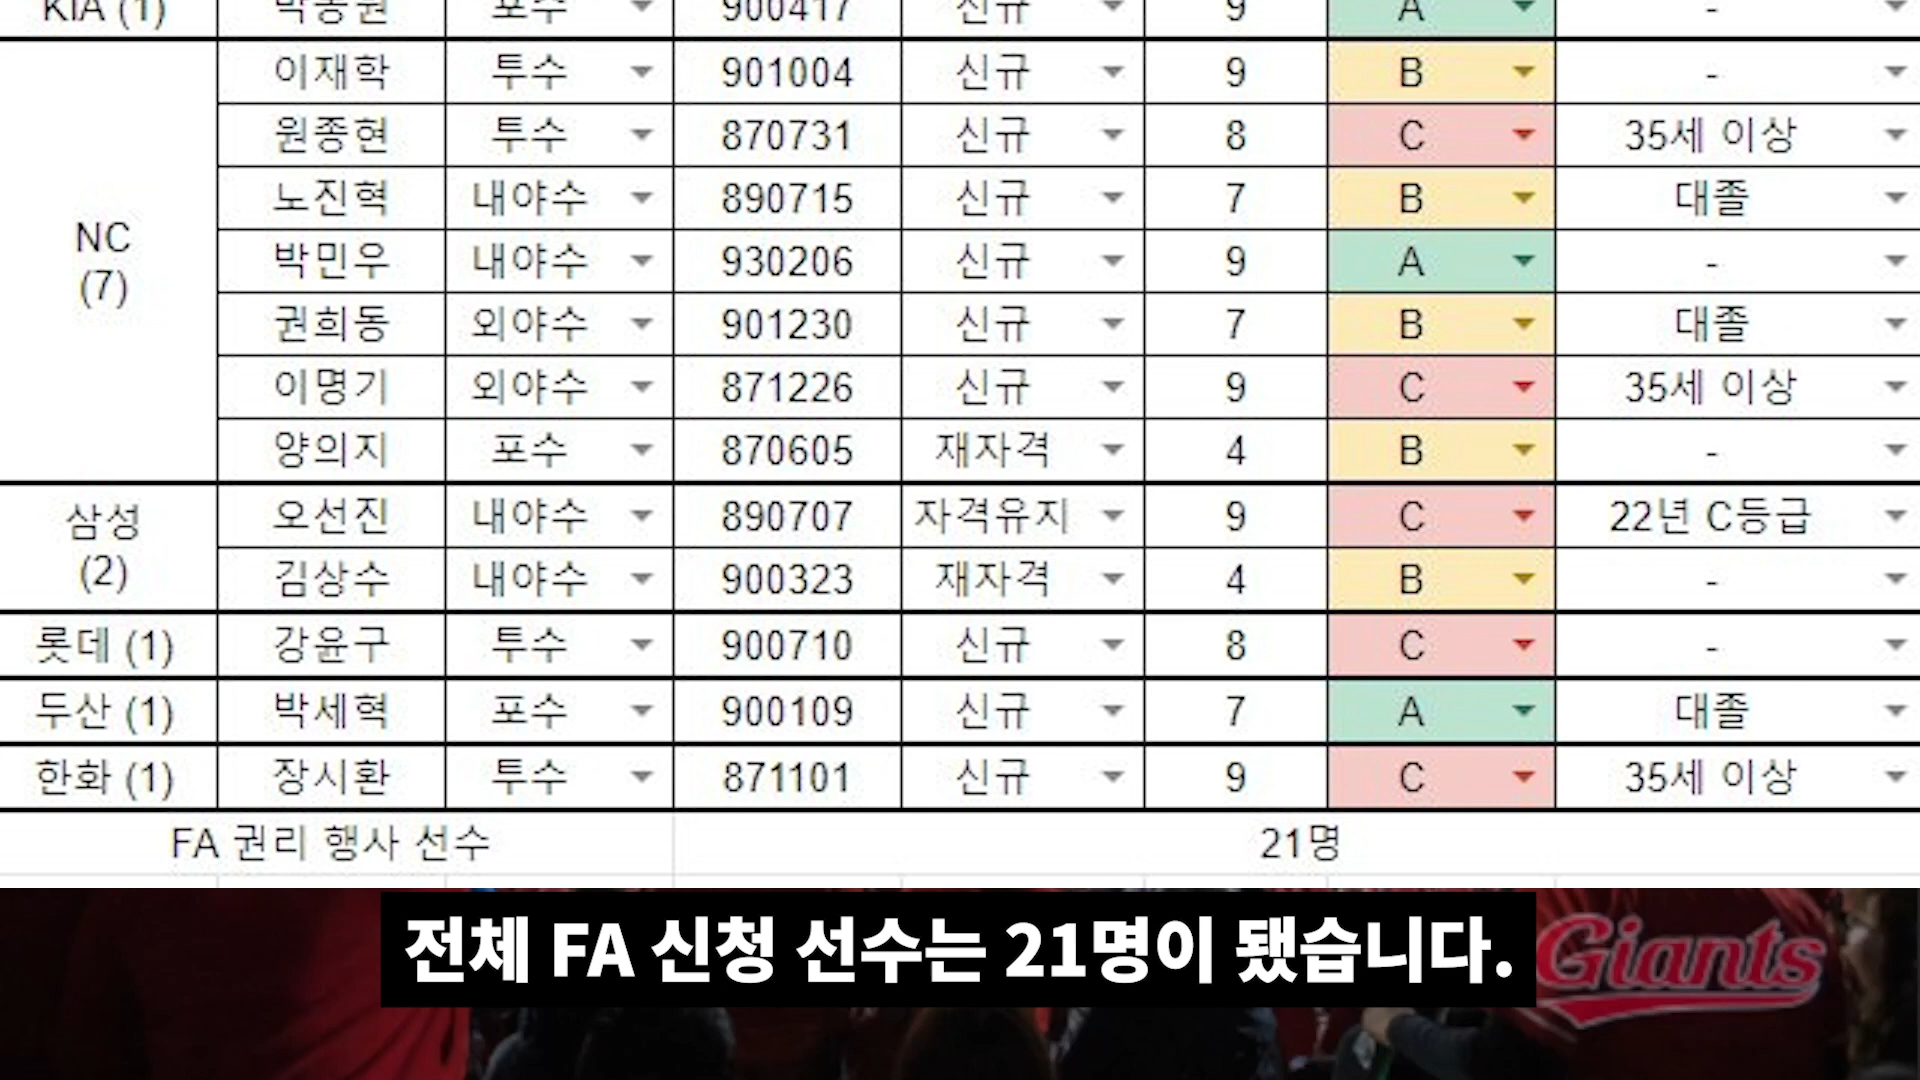 KIA (1) 박동원 포수 900417 신규 9 A -
이재학 투수 901004 신규 9 B -
원종현 투수 870731 신규 8 C 35세 이상
노진혁 내야수 890715 신규 7 B 대졸
NC
(7)
박민우 내야수 930206 신규 9 A -
권희동 외야수 901230 신규 7 B 대졸
이명기 외야수 871226 신규 9 C 35세 이상
양의지 포수 870605 재자격 4 B -
삼성
(2)
오선진 내야수 890707 자격유지 9 C 22년 C등급
김상수 내야수 900323 재자격 4 B -
롯데 (1) 강윤구 투수 900710 신규 8 C -
두산 (1) 박세혁 포수 900109 신규 7 A 대졸
한화 (1) 장시환 투수 871101 신규 9 C 35세 이상
FA 권리 행사 선수 21명
전체 FA 신청 선수는 21명이 됐습니다.
Giants